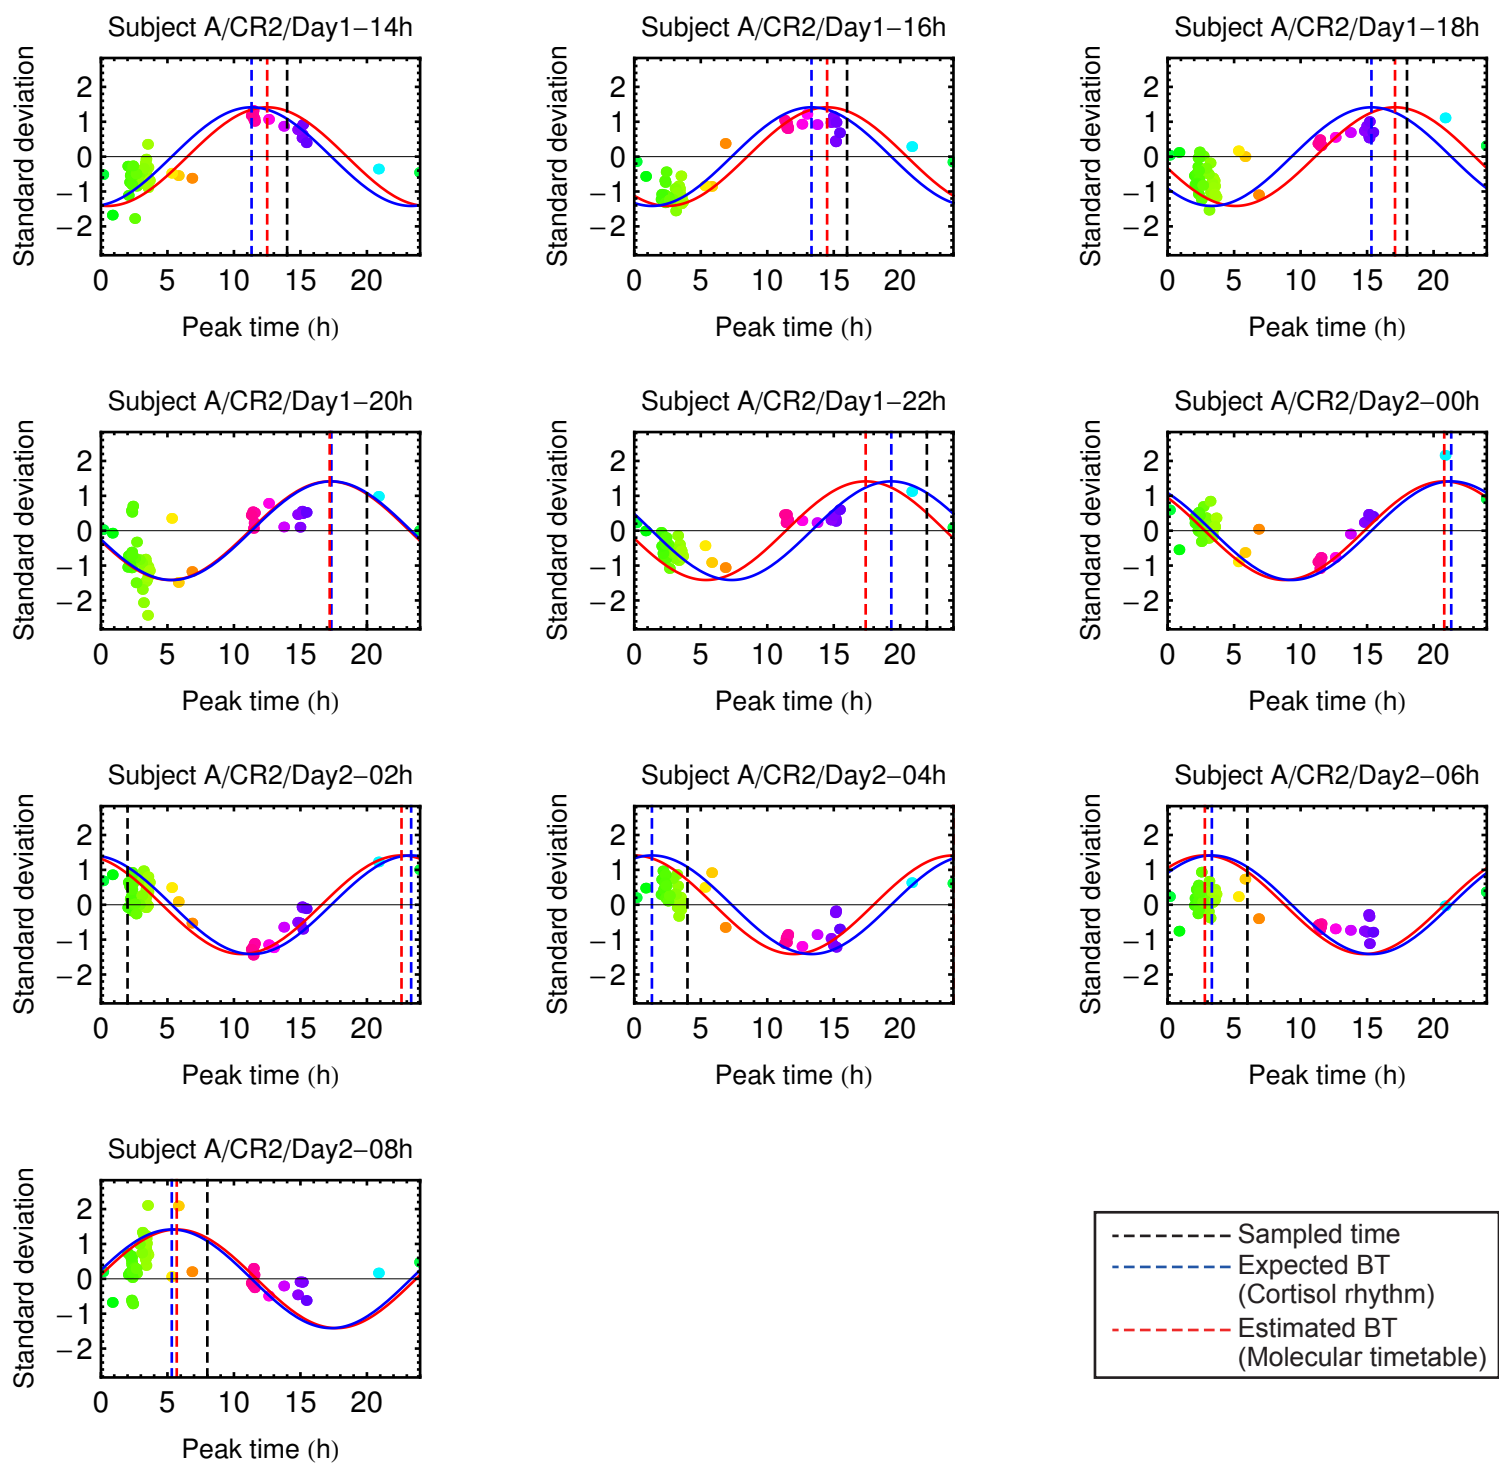 Subject A/CR2/Day1−14h
Standard deviation
2
1
0
−1
−2
0 5 10 15 20
Peak time (h)
Subject A/CR2/Day1−16h
Standard deviation
2
1
0
−1
−2
0 5 10 15 20
Peak time (h)
Subject A/CR2/Day1−18h
Standard deviation
2
1
0
−1
−2
0 5 10 15 20
Peak time (h)
Subject A/CR2/Day1−20h
Standard deviation
2
1
0
−1
−2
0 5 10 15 20
Peak time (h)
Subject A/CR2/Day1−22h
Standard deviation
2
1
0
−1
−2
0 5 10 15 20
Peak time (h)
Subject A/CR2/Day2−00h
Standard deviation
2
1
0
−1
−2
0 5 10 15 20
Peak time (h)
Subject A/CR2/Day2−02h
Standard deviation
2
1
0
−1
−2
0 5 10 15 20
Peak time (h)
Subject A/CR2/Day2−04h
Standard deviation
2
1
0
−1
−2
0 5 10 15 20
Peak time (h)
Subject A/CR2/Day2−06h
Standard deviation
2
1
0
−1
−2
0 5 10 15 20
Peak time (h)
Subject A/CR2/Day2−08h
Standard deviation
2
1
0
−1
−2
0 5 10 15 20
Peak time (h)
Sampled time
Expected BT
(Cortisol rhythm)
Estimated BT
(Molecular timetable)